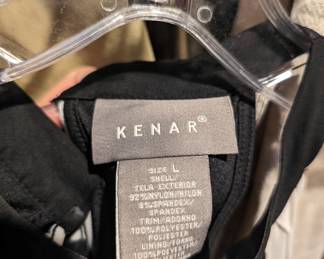 KENAR®
SIZE L
SHELL/
TELA EXTERIOR
92%NYLON/NILON
8%SPANDEX/
SPANDEX
TRIM/ADORNO
100%POLYESTER/
POLIESTER
LINING/FORRO
100%POLYESTER/